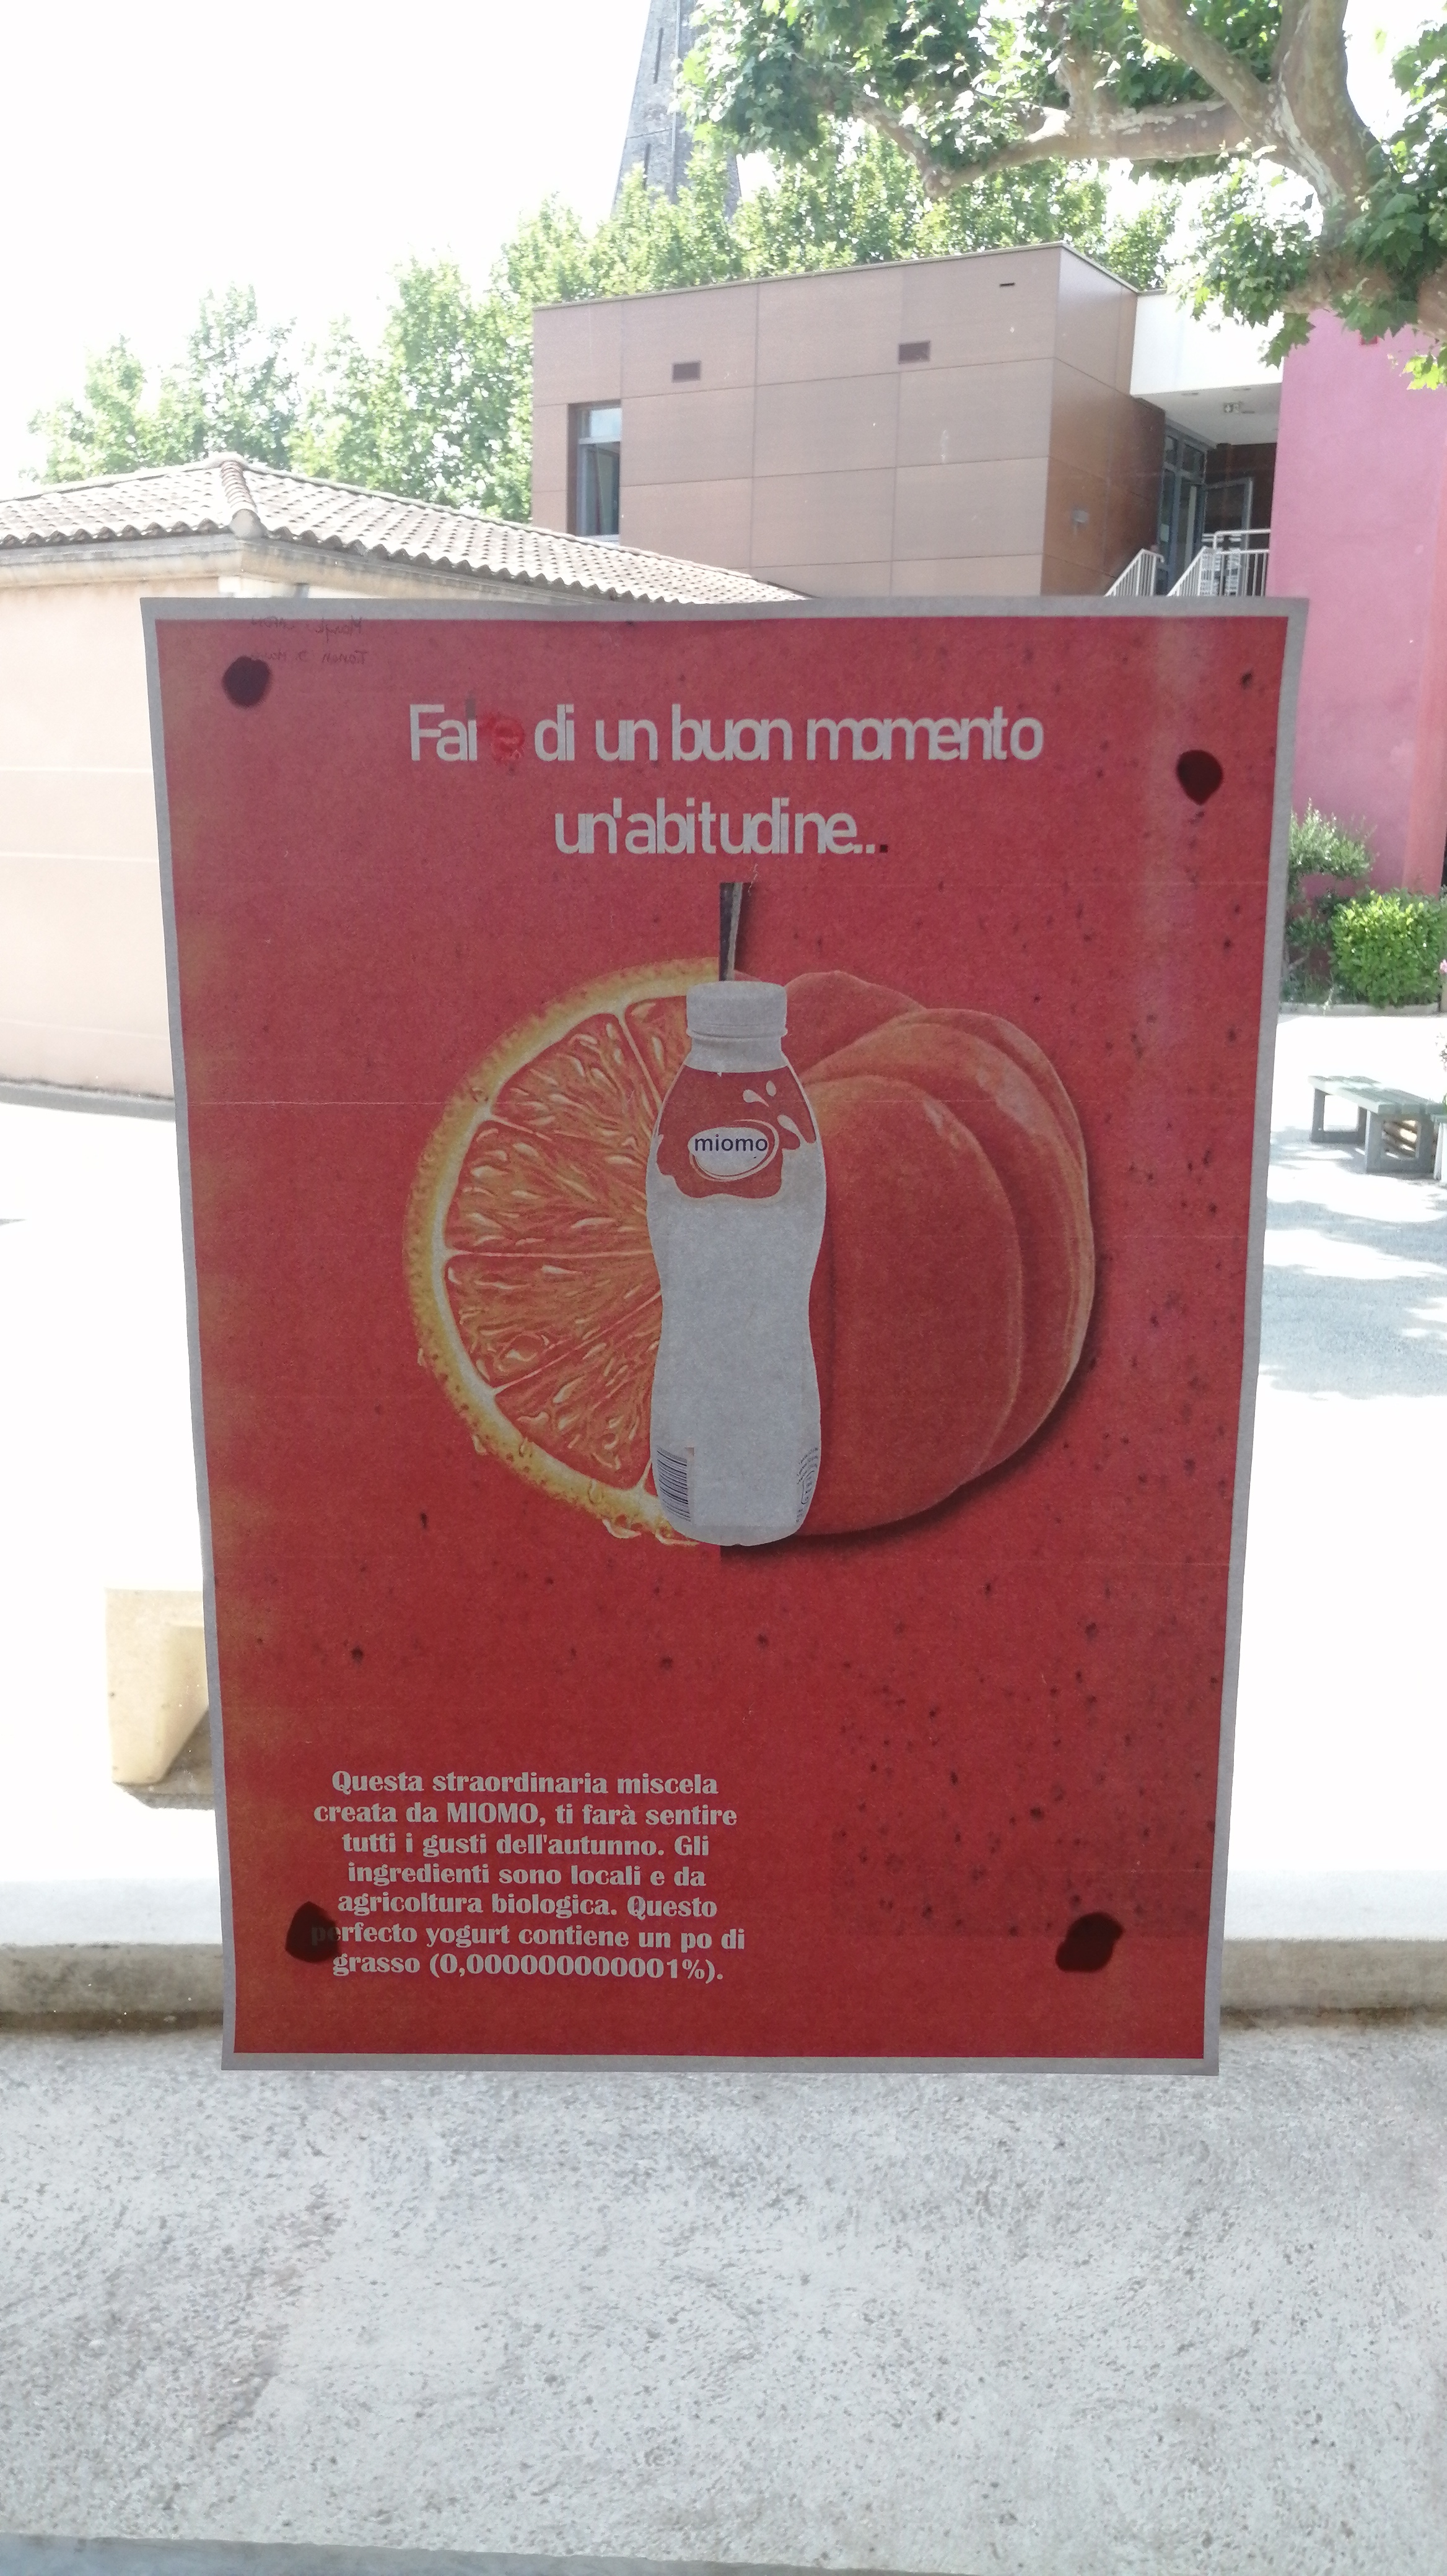 Fai di un buon momento
un'abitudine...
miomo
Questa straordinaria miscela
creata da MIOMO, ti farà sentire
tutti i gusti dell'autunno. Gli
ingredienti sono locali e da
agricoltura biologica. Questo
perfecto yogurt contiene un po di
grasso (0,000000000001%).